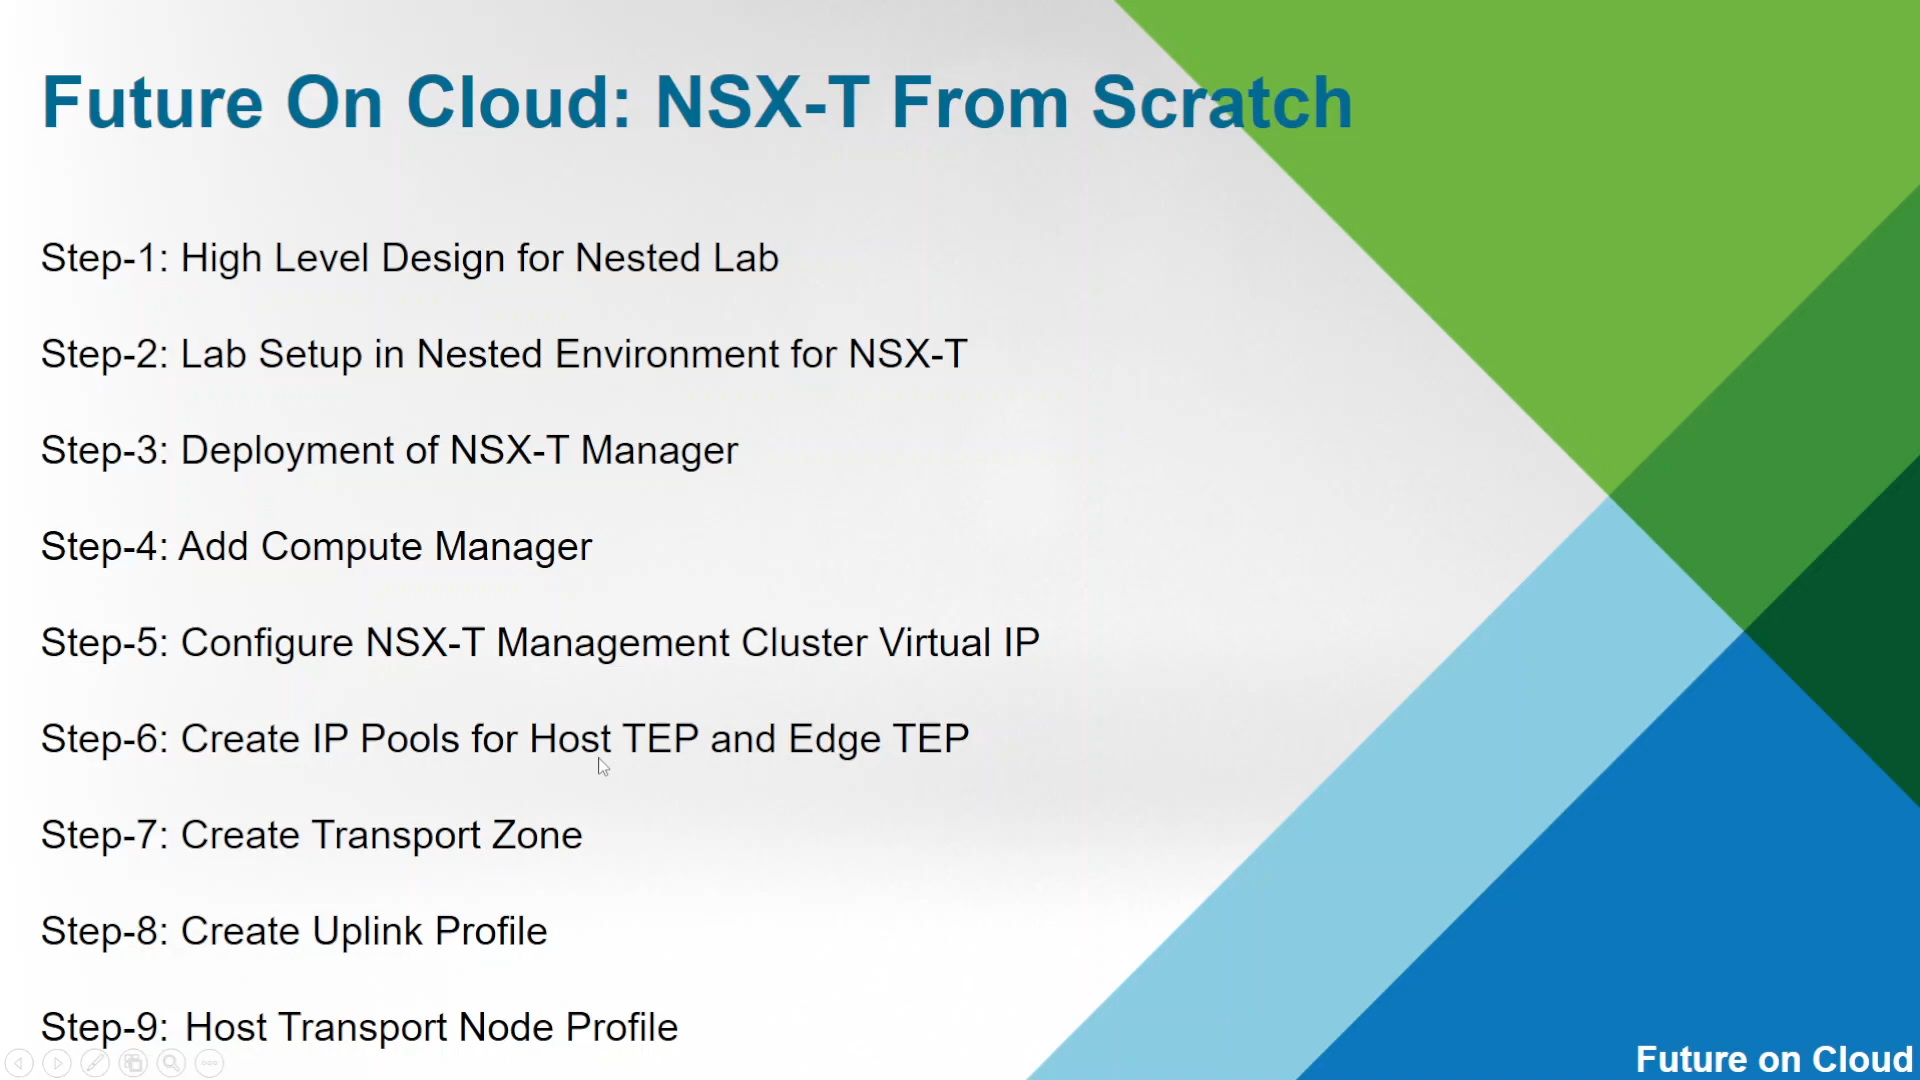 Future On Cloud: NSX-T From Scratch
Step-1: High Level Design for Nested Lab
Step-2: Lab Setup in Nested Environment for NSX-T
Step-3: Deployment of NSX-T Manager
Step-4: Add Compute Manager
Step-5: Configure NSX-T Management Cluster Virtual IP
Step-6: Create IP Pools for Host TEP and Edge TEP
Step-7: Create Transport Zone
Step-8: Create Uplink Profile
Step-9: Host Transport Node Profile
Future on Cloud